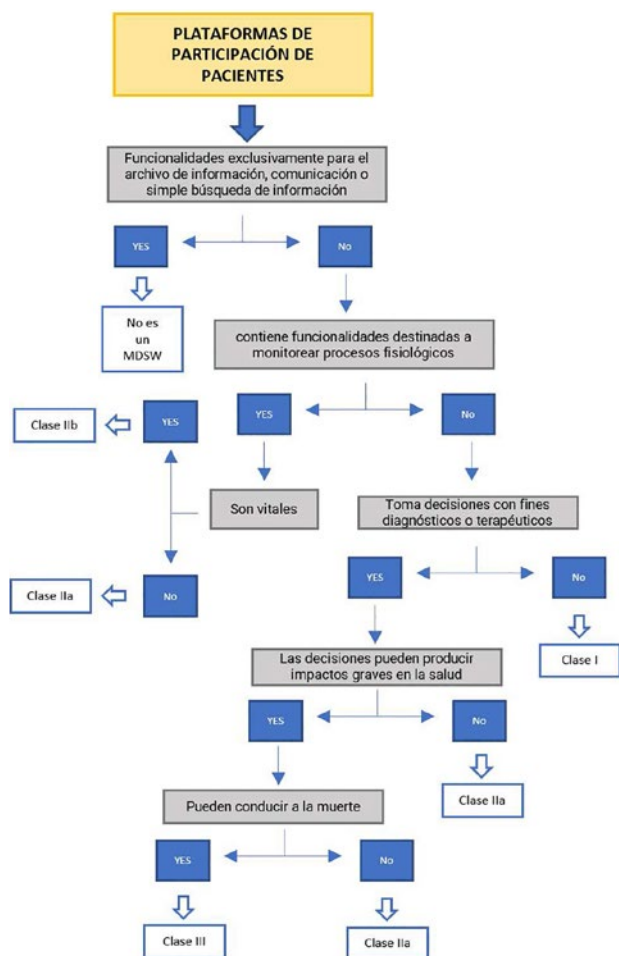 PLATAFORMAS DE
PARTICIPACIÓN DE
PACIENTES
Funcionalidades exclusivamente para el
archivo de información, comunicación o
simple búsqueda de información
YES
No
No es
un
MDSW
contiene funcionalidades destinadas a
monitorear procesos fisiológicos
Clase IIb
YES
YES
No
Son vitales
Toma decisiones con fines
diagnósticos o terapéuticos
Clase IIa
No
YES
No
Las decisiones pueden producir
impactos graves en la salud
Clase I
YES
No
Pueden conducir a la muerte
Clase IIa
YES
No
Clase III
Clase IIa